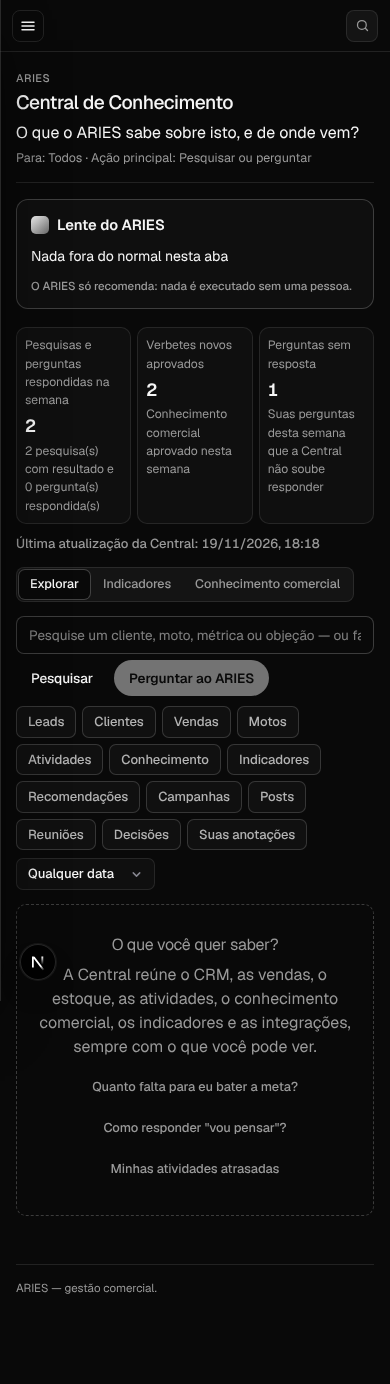 ARIES
Central de Conhecimento
O que o ARIES sabe sobre isto, e de onde vem?
Para: Todos · Ação principal: Pesquisar ou perguntar
Lente do ARIES
Nada fora do normal nesta aba
O ARIES só recomenda: nada é executado sem uma pessoa.
Pesquisas e
perguntas
respondidas na
semana
2
2 pesquisa(s)
com resultado e
0 pergunta(s)
respondida(s)
Verbetes novos
aprovados
2
Conhecimento
comercial
aprovado nesta
semana
Perguntas sem
resposta
1
Suas perguntas
desta semana
que a Central
não soube
responder
Última atualização da Central: 19/11/2026, 18:18
Explorar Indicadores Conhecimento comercial
Pesquise um cliente, moto, métrica ou objeção — ou fa
Pesquisar Perguntar ao ARIES
Leads Clientes Vendas Motos
Atividades Conhecimento Indicadores
Recomendações Campanhas Posts
Reuniões Decisões Suas anotações
Qualquer data
O que você quer saber?
N
A Central reúne o CRM, as vendas, o
estoque, as atividades, o conhecimento
comercial, os indicadores e as integrações,
sempre com o que você pode ver.
Quanto falta para eu bater a meta?
Como responder "vou pensar"?
Minhas atividades atrasadas
ARIES — gestão comercial.